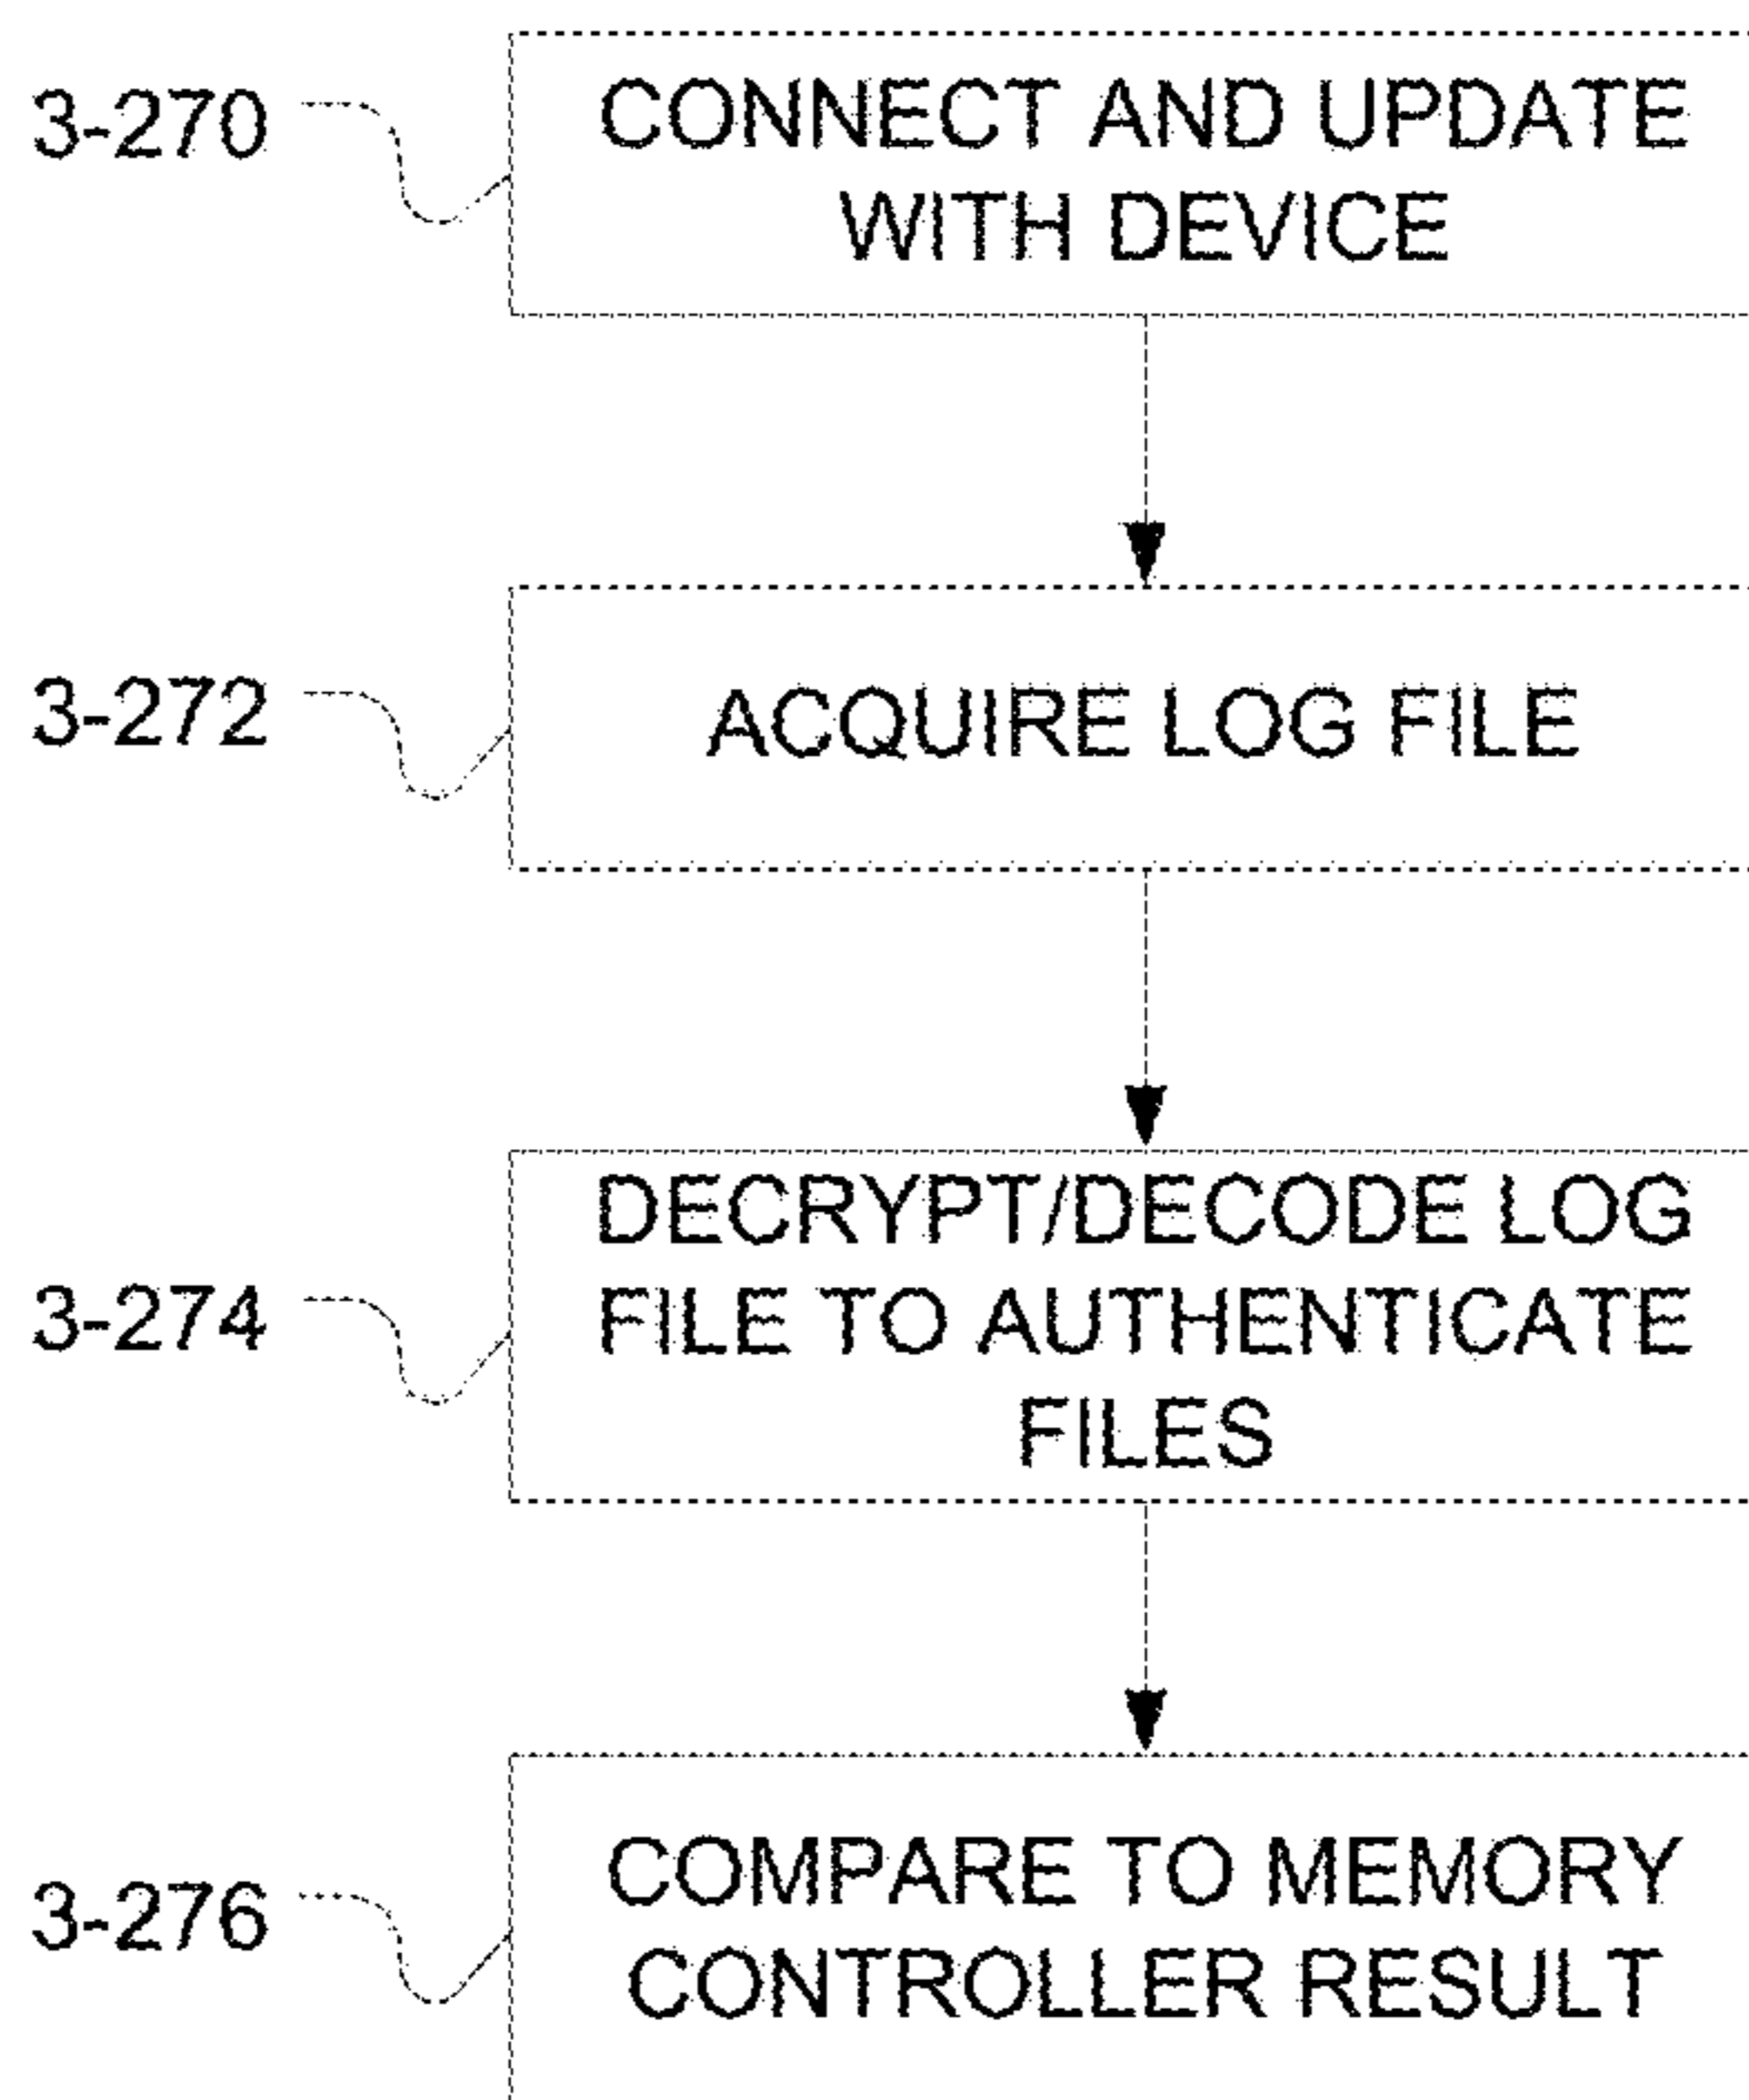 3-270
CONNECT AND UPDATE
WITH DEVICE
3-272
ACQUIRE LOG FILE
3-274
DECRYPT/DECODE LOG
FILE TO AUTHENTICATE
FILES
3-276
COMPARE TO MEMORY
CONTROLLER RESULT